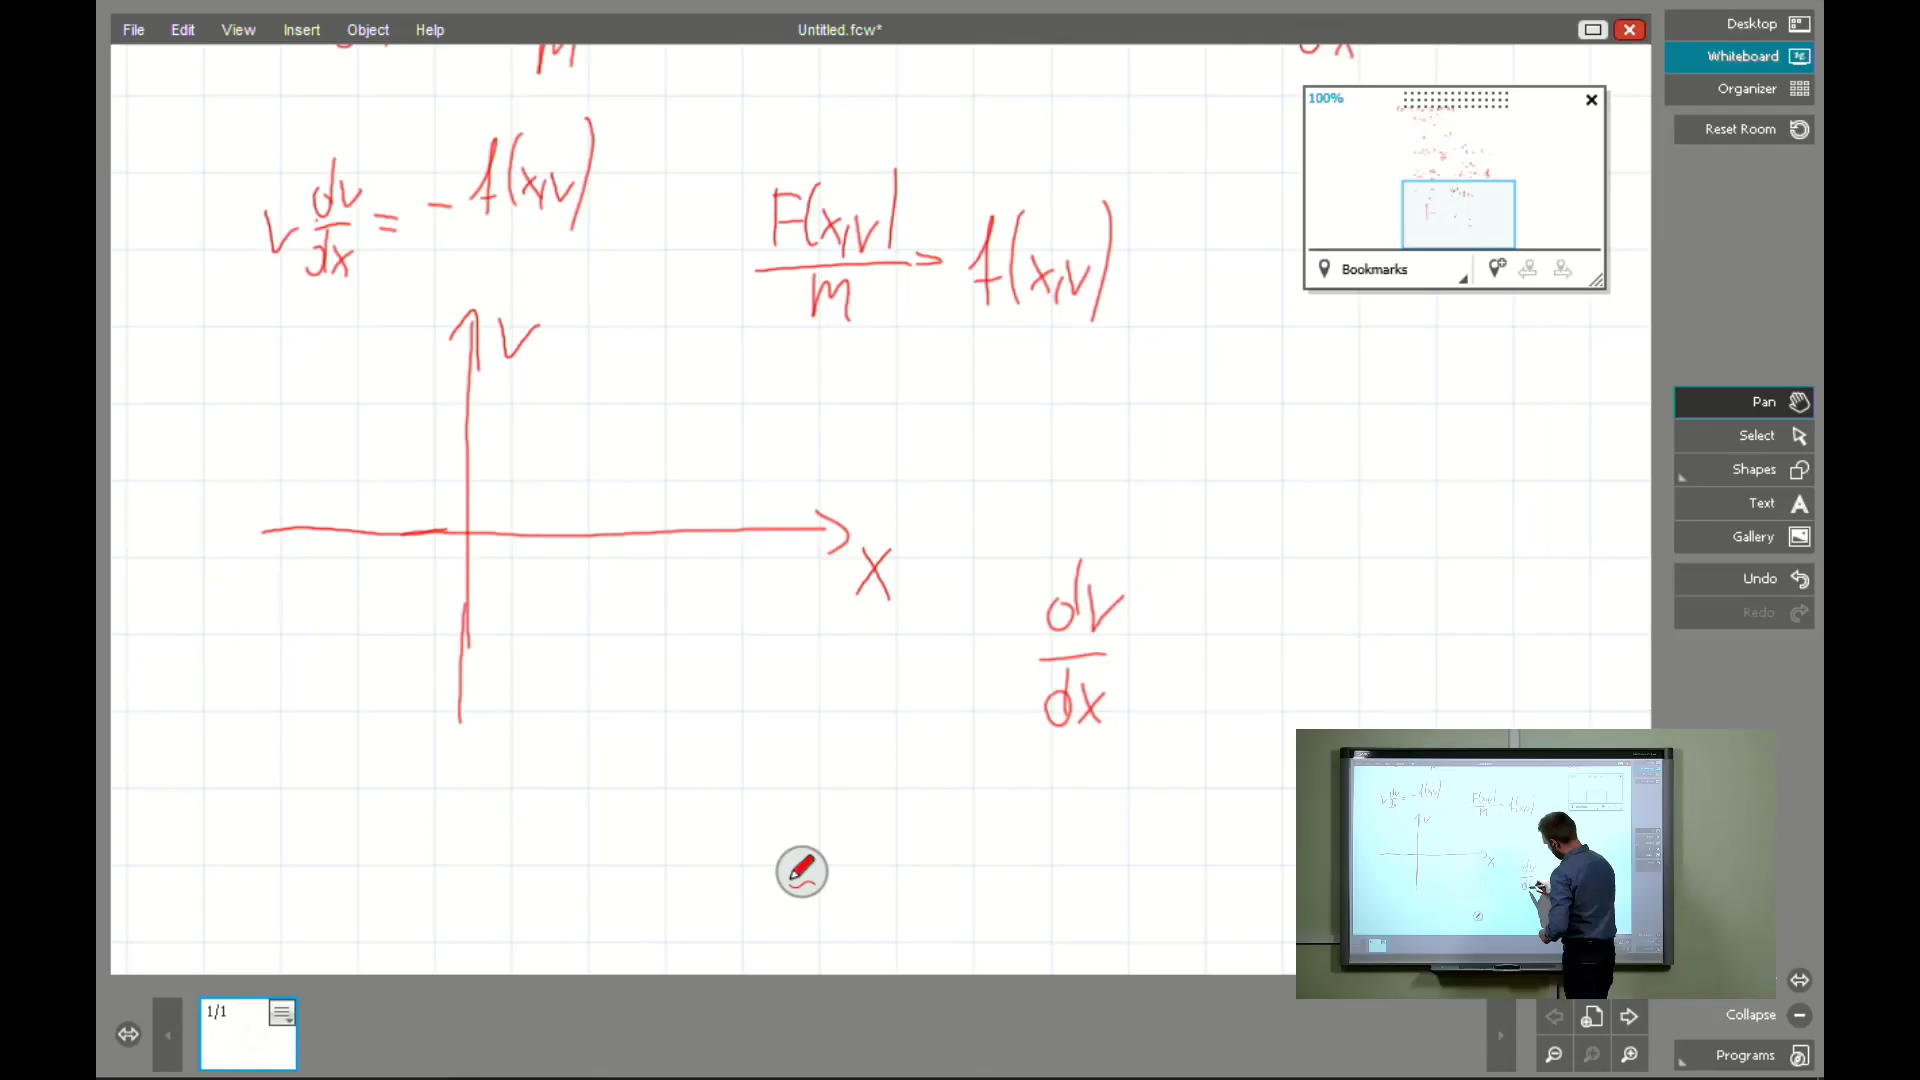 File Edit View Insert Object Help Untitled.fcw*
Desktop
Whiteboard
Organizer
Reset Room
100%
Bookmarks
m
v dv/dx = - f(x,v)
F(x,v)/m -> f(x,v)
v
x
dv/dx
Pan
Select
Shapes
Text
Gallery
Undo
Redo
1/1
Collapse
Programs